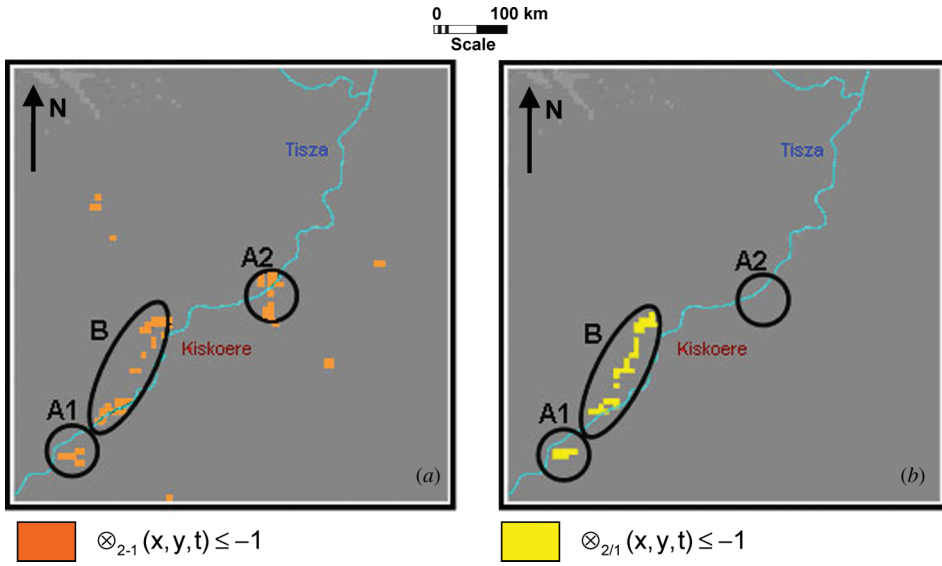 0 100 km
Scale
N
Tisza
A2
B
Kiskoere
A1
(a)
N
Tisza
A2
B
Kiskoere
A1
(b)
⊗2-1 (x,y,t) ≤ −1
⊗2/1 (x,y,t) ≤ −1